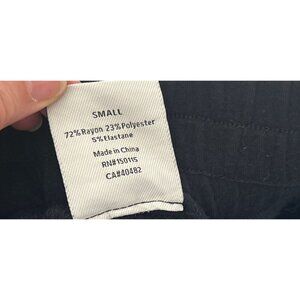 SMALL
72%Rayon 23%Polyester
5%Elastane
Made in China
RN#150115
CA#40482